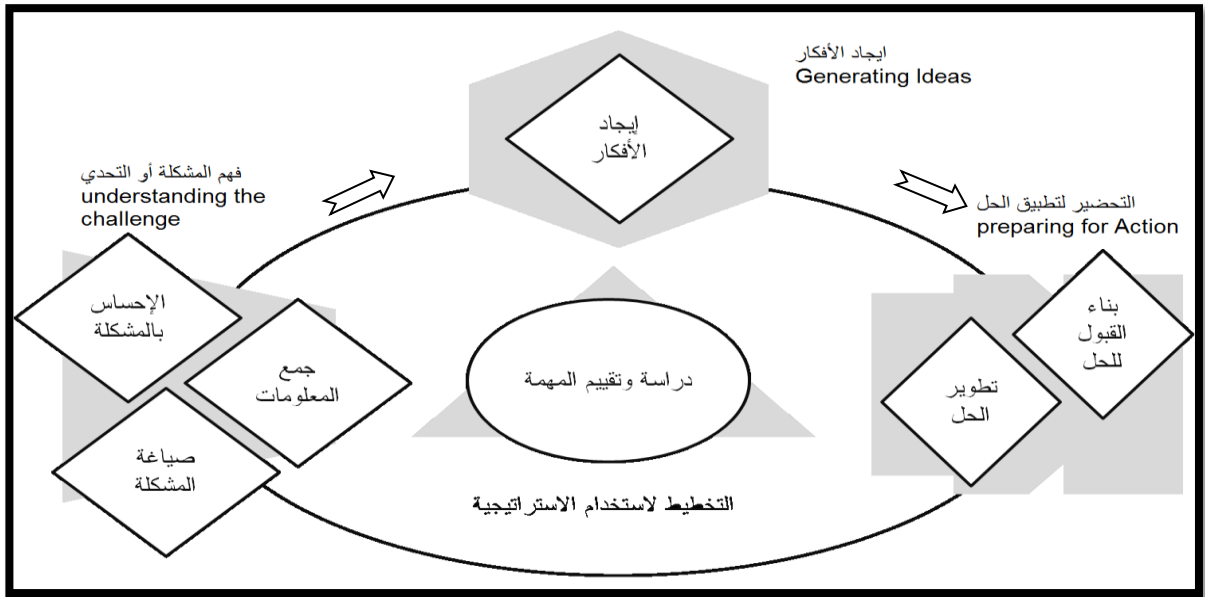 ايجاد الأفكار
Generating Ideas
إيجاد
الأفكار
فهم المشكلة أو التحدي
understanding the
challenge
التحضير لتطبيق الحل
preparing for Action
الإحساس
بالمشكلة
جمع
المعلومات
صياغة
المشكلة
دراسة وتقييم المهمة
بناء
القبول
للحل
تطوير
الحل
التخطيط لاستخدام الاستراتيجية